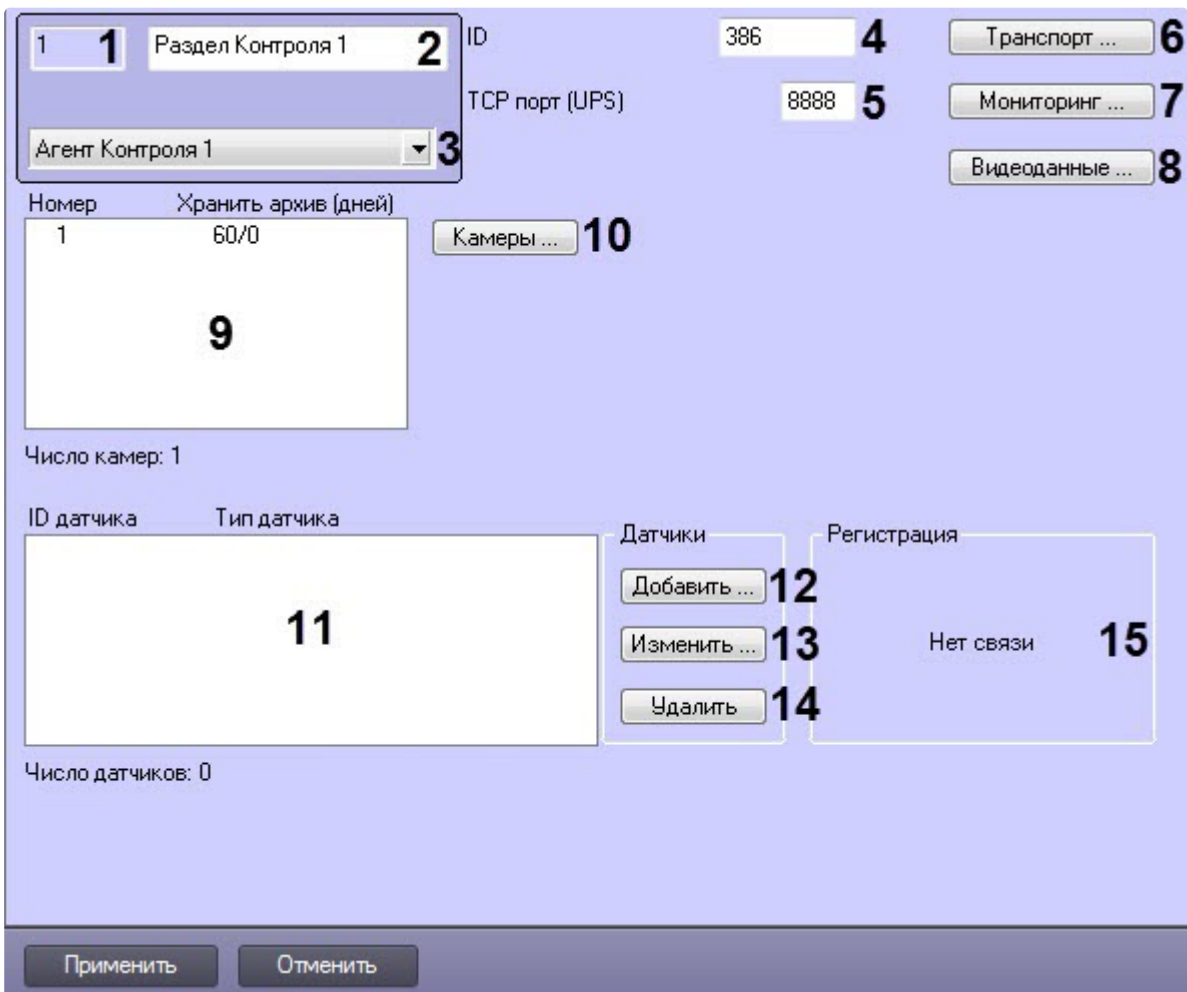 1 1 Раздел Контроля 1 2 ID 386 4 Транспорт ... 6
TCP порт (UPS) 8888 5 Мониторинг ... 7
Агент Контроля 1 3
Видеоданные ... 8
Номер Хранить архив (дней)
1 60/0 Камеры ... 10
9
Число камер: 1
ID датчика Тип датчика
Датчики Регистрация
Добавить ... 12
11 Изменить ... 13 Нет связи 15
Удалить 14
Число датчиков: 0
Применить Отменить